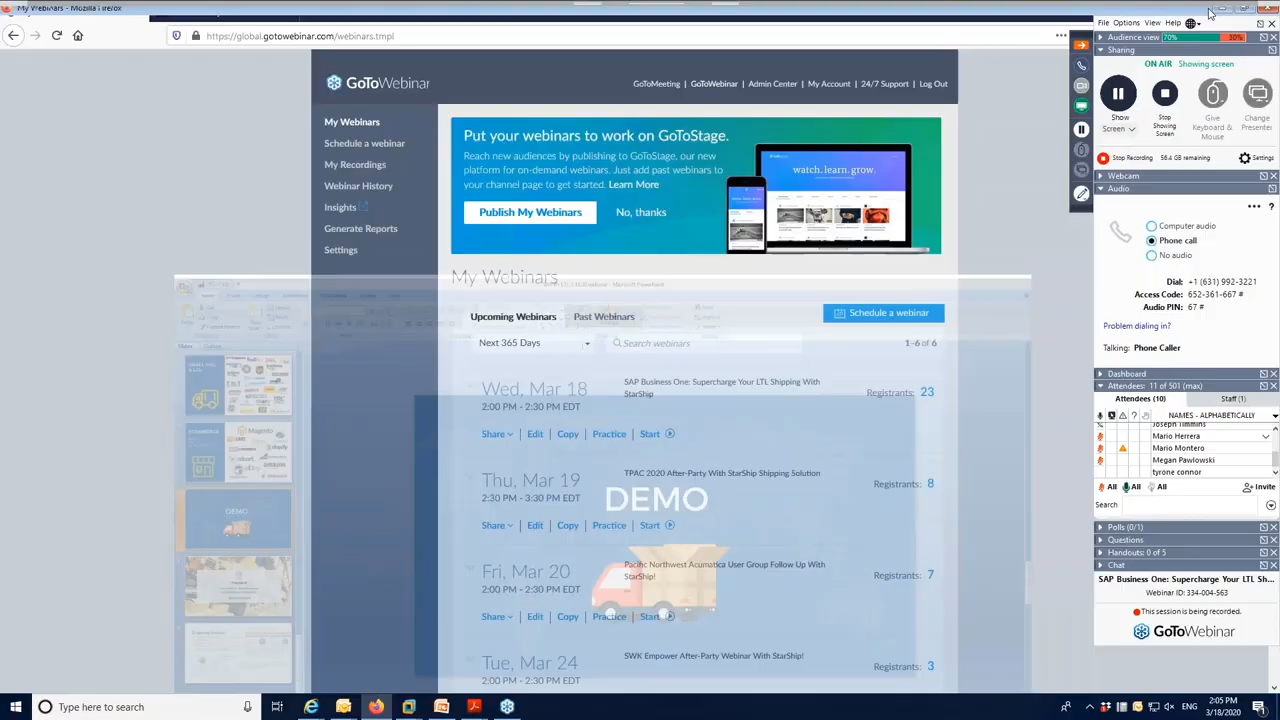 My Webinars - Mozilla Firefox
https://global.gotowebinar.com/webinars.tmpl
GoToWebinar
GoToMeeting | GoToWebinar | Admin Center | My Account | 24/7 Support | Log Out
My Webinars
Schedule a webinar
My Recordings
Webinar History
Insights
Generate Reports
Settings
Put your webinars to work on GoToStage.
Reach new audiences by publishing to GoToStage, our new
platform for on-demand webinars. Just add past webinars to
your channel page to get started. Learn More
Publish My Webinars
No, thanks
watch.learn.grow.
My Webinars
Upcoming Webinars
Past Webinars
Schedule a webinar
Next 365 Days
Search webinars
1–6 of 6
Wed, Mar 18
2:00 PM - 2:30 PM EDT
SAP Business One: Supercharge Your LTL Shipping With
StarShip
Registrants: 23
Share | Edit | Copy | Practice | Start
Thu, Mar 19
2:30 PM - 3:30 PM EDT
TPAC 2020 After-Party With StarShip Shipping Solution
Registrants: 8
DEMO
Share | Edit | Copy | Practice | Start
Fri, Mar 20
2:00 PM - 2:30 PM EDT
Pacific Northwest Acumatica User Group Follow Up With
StarShip!
Registrants: 7
Share | Edit | Copy | Practice | Start
Tue, Mar 24
2:00 PM - 2:30 PM EDT
SWK Empower After-Party Webinar With StarShip!
Registrants: 3
DEMO
File Options View Help
Audience view 70% 30%
Sharing
ON AIR Showing screen
Show
Screen
Stop
Showing
Screen
Give
Keyboard &
Mouse
Change
Presenter
Stop Recording 56.4 GB remaining
Settings
Webcam
Audio
Computer audio
Phone call
No audio
Dial: +1 (631) 992-3221
Access Code: 652-361-667 #
Audio PIN: 67 #
Problem dialing in?
Talking: Phone Caller
Dashboard
Attendees: 11 of 501 (max)
Attendees (10)
Staff (1)
NAMES - ALPHABETICALLY
Joseph Timmins
Mario Herrera
Mario Montero
Megan Pawlowski
tyrone connor
All All All
Invite
Search
Polls (0/1)
Questions
Handouts: 0 of 5
Chat
SAP Business One: Supercharge Your LTL Sh...
Webinar ID: 334-004-563
This session is being recorded.
GoToWebinar
Type here to search
ENG
2:05 PM
3/18/2020